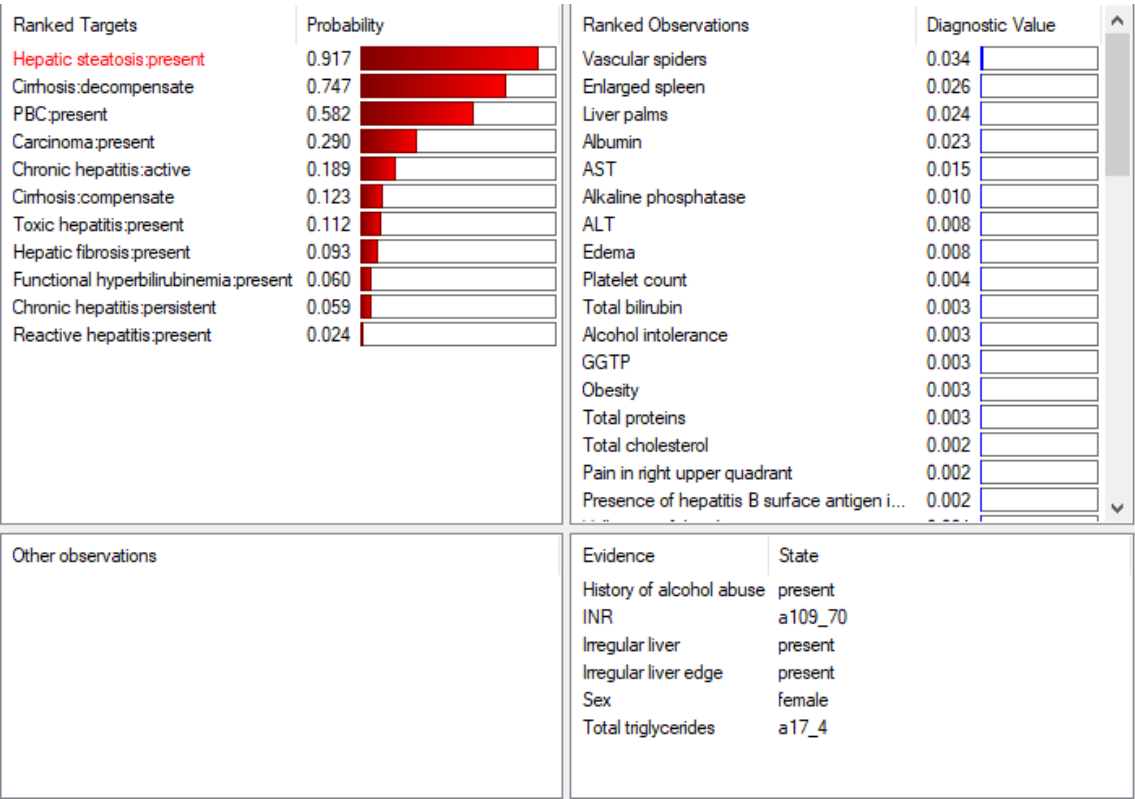 Ranked Targets Probability
Hepatic steatosis:present 0.917
Cirrhosis:decompensate 0.747
PBC:present 0.582
Carcinoma:present 0.290
Chronic hepatitis:active 0.189
Cirrhosis:compensate 0.123
Toxic hepatitis:present 0.112
Hepatic fibrosis:present 0.093
Functional hyperbilirubinemia:present 0.060
Chronic hepatitis:persistent 0.059
Reactive hepatitis:present 0.024
Ranked Observations Diagnostic Value
Vascular spiders 0.034
Enlarged spleen 0.026
Liver palms 0.024
Albumin 0.023
AST 0.015
Alkaline phosphatase 0.010
ALT 0.008
Edema 0.008
Platelet count 0.004
Total bilirubin 0.003
Alcohol intolerance 0.003
GGTP 0.003
Obesity 0.003
Total proteins 0.003
Total cholesterol 0.002
Pain in right upper quadrant 0.002
Presence of hepatitis B surface antigen i... 0.002
Other observations
Evidence State
History of alcohol abuse present
INR a109_70
Irregular liver present
Irregular liver edge present
Sex female
Total triglycerides a17_4